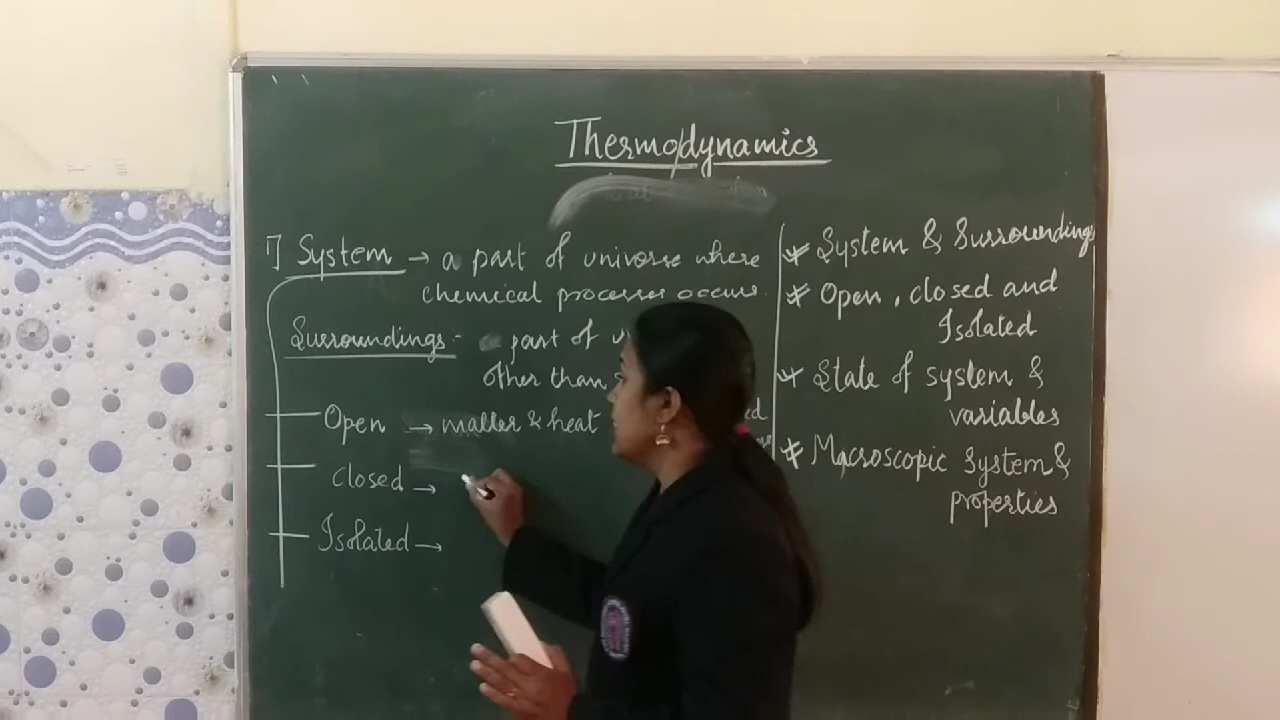 Thermodynamics
1] System → a part of universe where
chemical processes occurs.
Surroundings - a part of
other than
Open → matter & heat
closed →
Isolated →
* System & Surroundings
* Open, closed and
Isolated
* State of system &
variables
* Macroscopic System &
properties